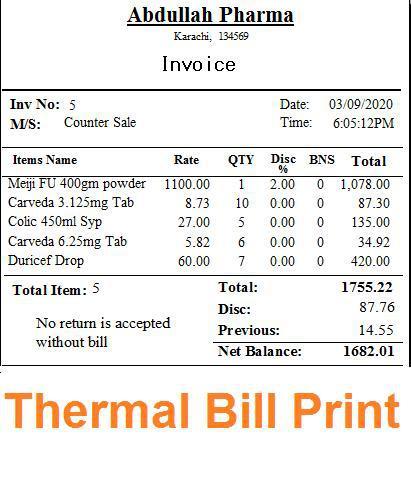 Abdullah Pharma
Karachi, 134569
Invoice
Inv No: 5 Date: 03/09/2020
M/S: Counter Sale Time: 6:05:12PM
Items Name Rate QTY Disc % BNS Total
Meiji FU 400gm powder 1100.00 1 2.00 0 1,078.00
Carveda 3.125mg Tab 8.73 10 0.00 0 87.30
Colic 450ml Syp 27.00 5 0.00 0 135.00
Carveda 6.25mg Tab 5.82 6 0.00 0 34.92
Duricef Drop 60.00 7 0.00 0 420.00
Total Item: 5 Total: 1755.22
Disc: 87.76
No return is accepted Previous: 14.55
without bill Net Balance: 1682.01
Thermal Bill Print